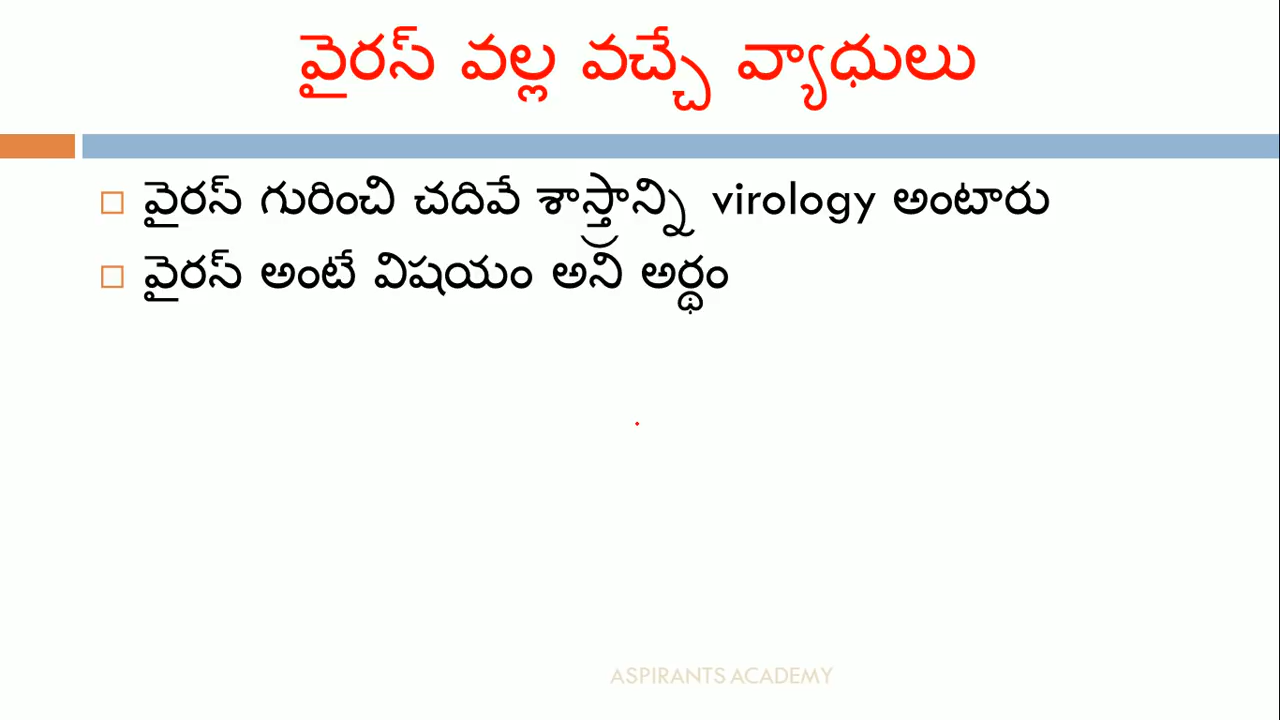 వైరస్ వల్ల వచ్చే వ్యాధులు
వైరస్ గురించి చదివే శాస్త్రాన్ని virology అంటారు
వైరస్ అంటే విషయం అని అర్థం
ASPIRANTS ACADEMY